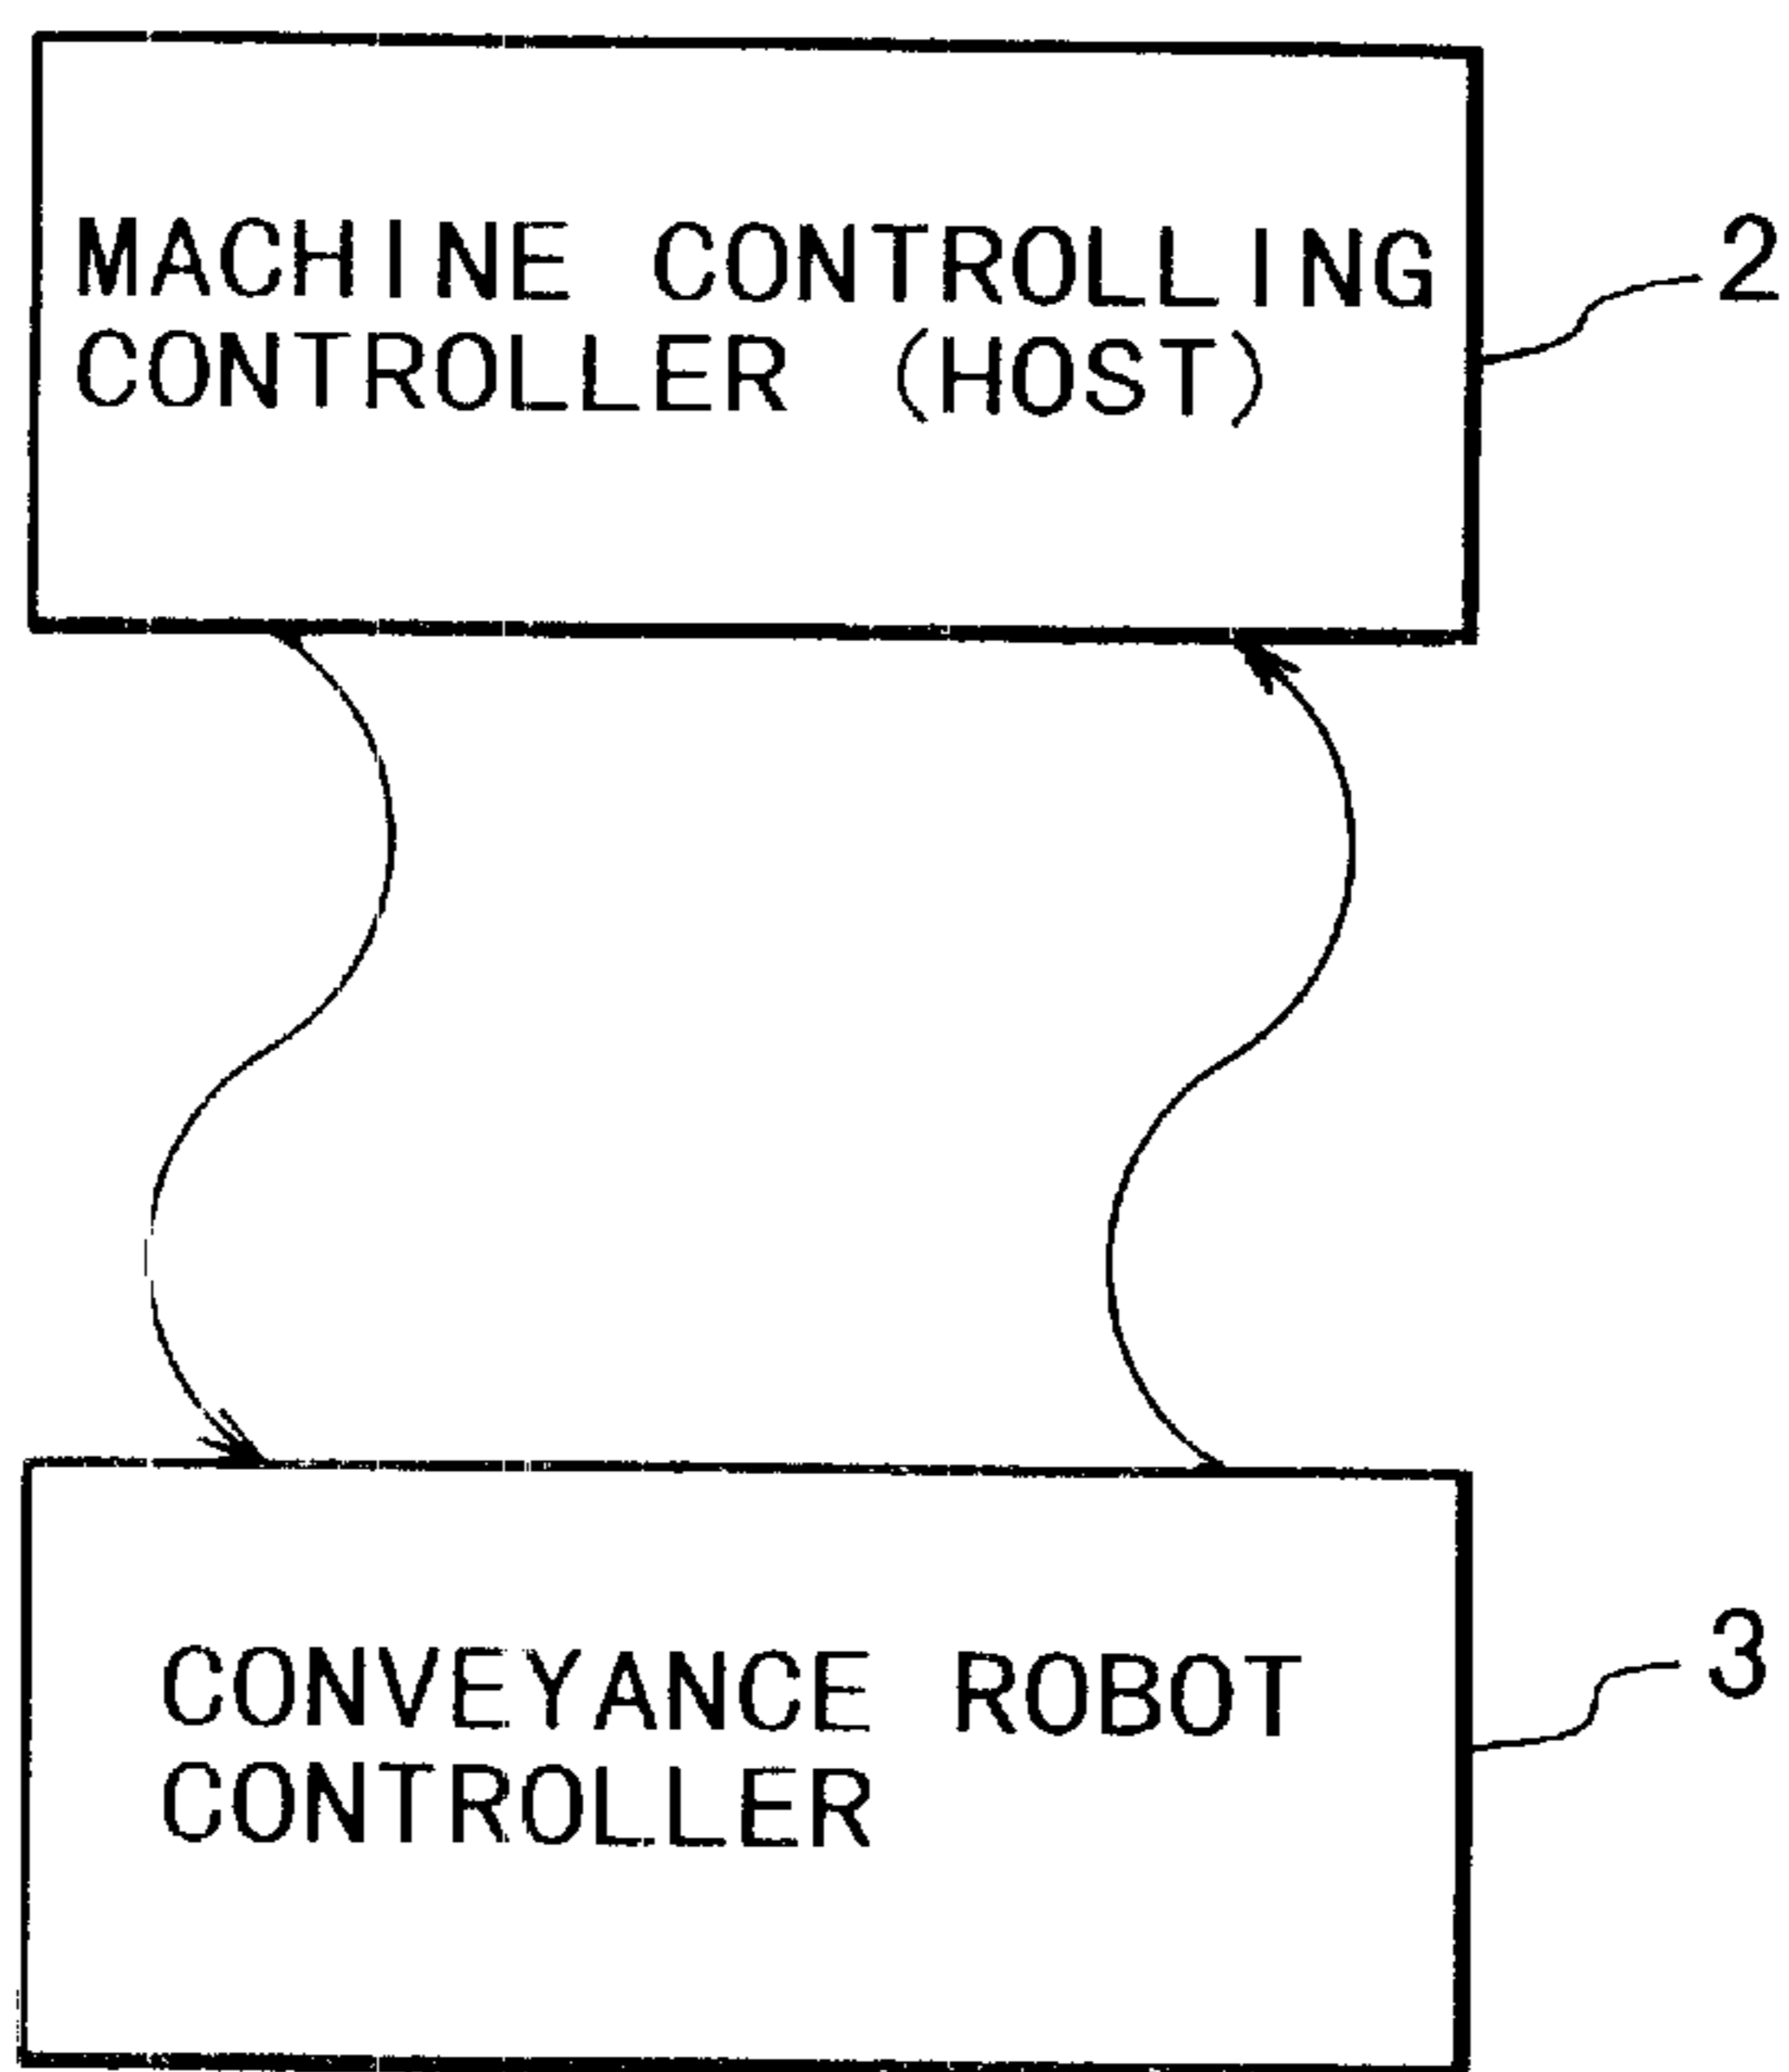 MACHINE CONTROLLING
CONTROLLER (HOST)
2
CONVEYANCE ROBOT
CONTROLLER
3